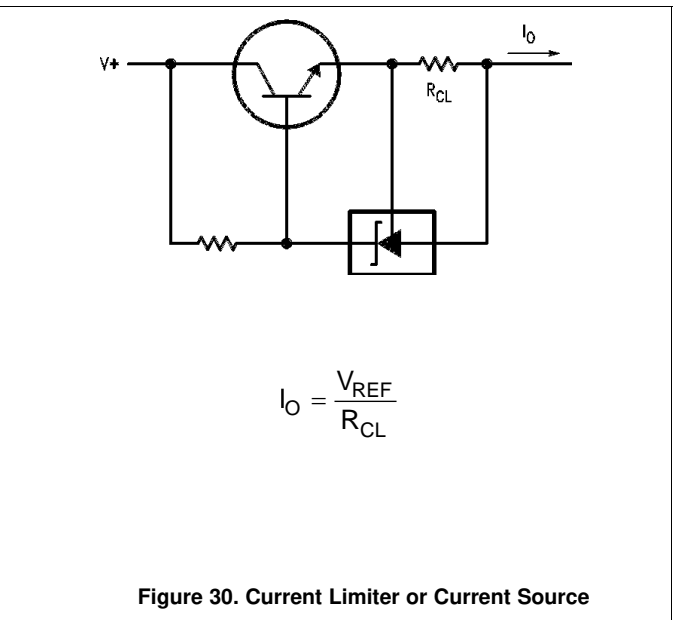 I_O
V+
R_CL
I_O = V_REF / R_CL
Figure 30. Current Limiter or Current Source